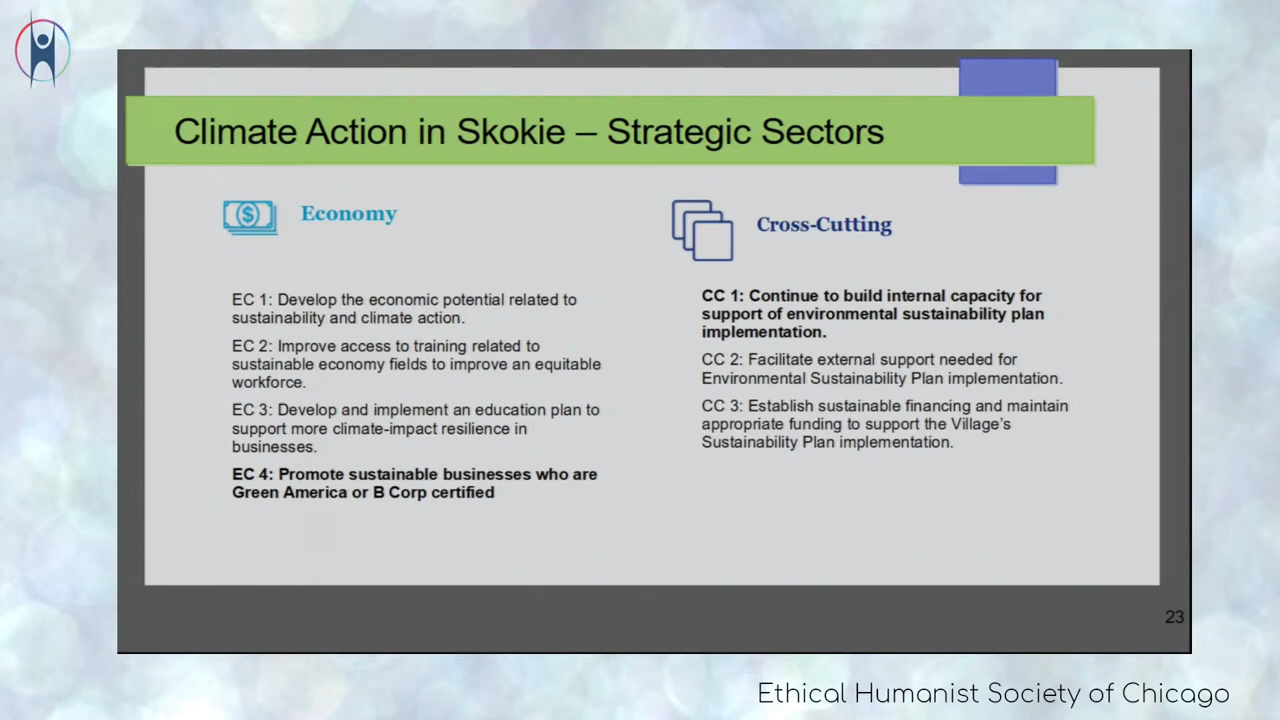 Climate Action in Skokie – Strategic Sectors
Economy
EC 1: Develop the economic potential related to
sustainability and climate action.
EC 2: Improve access to training related to
sustainable economy fields to improve an equitable
workforce.
EC 3: Develop and implement an education plan to
support more climate-impact resilience in
businesses.
EC 4: Promote sustainable businesses who are
Green America or B Corp certified
Cross-Cutting
CC 1: Continue to build internal capacity for
support of environmental sustainability plan
implementation.
CC 2: Facilitate external support needed for
Environmental Sustainability Plan implementation.
CC 3: Establish sustainable financing and maintain
appropriate funding to support the Village’s
Sustainability Plan implementation.
23
Ethical Humanist Society of Chicago